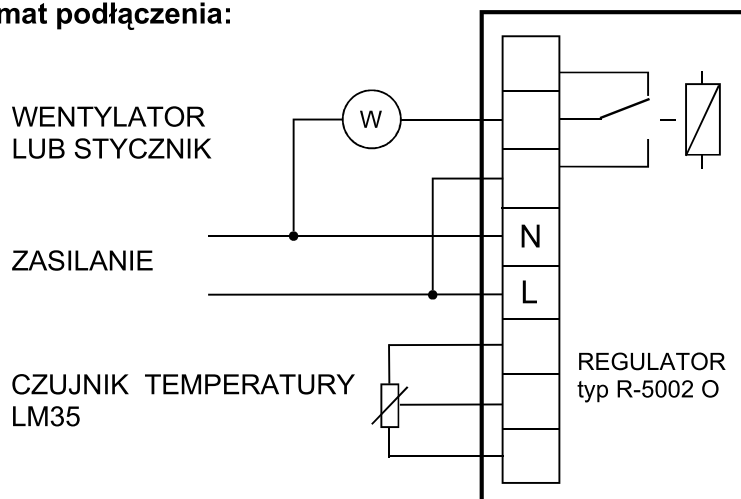 mat podłączenia:
WENTYLATOR
LUB STYCZNIK
W
ZASILANIE
N
L
CZUJNIK TEMPERATURY
LM35
REGULATOR
typ R-5002 O